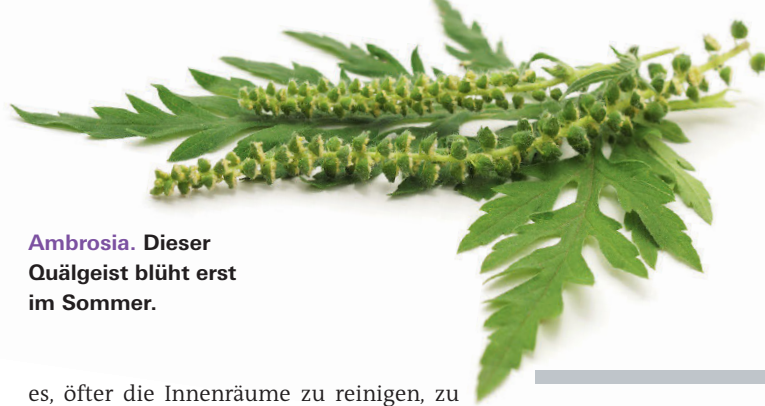 Ambrosia. Dieser
Quälgeist blüht erst
im Sommer.
es, öfter die Innenräume zu reinigen, zu